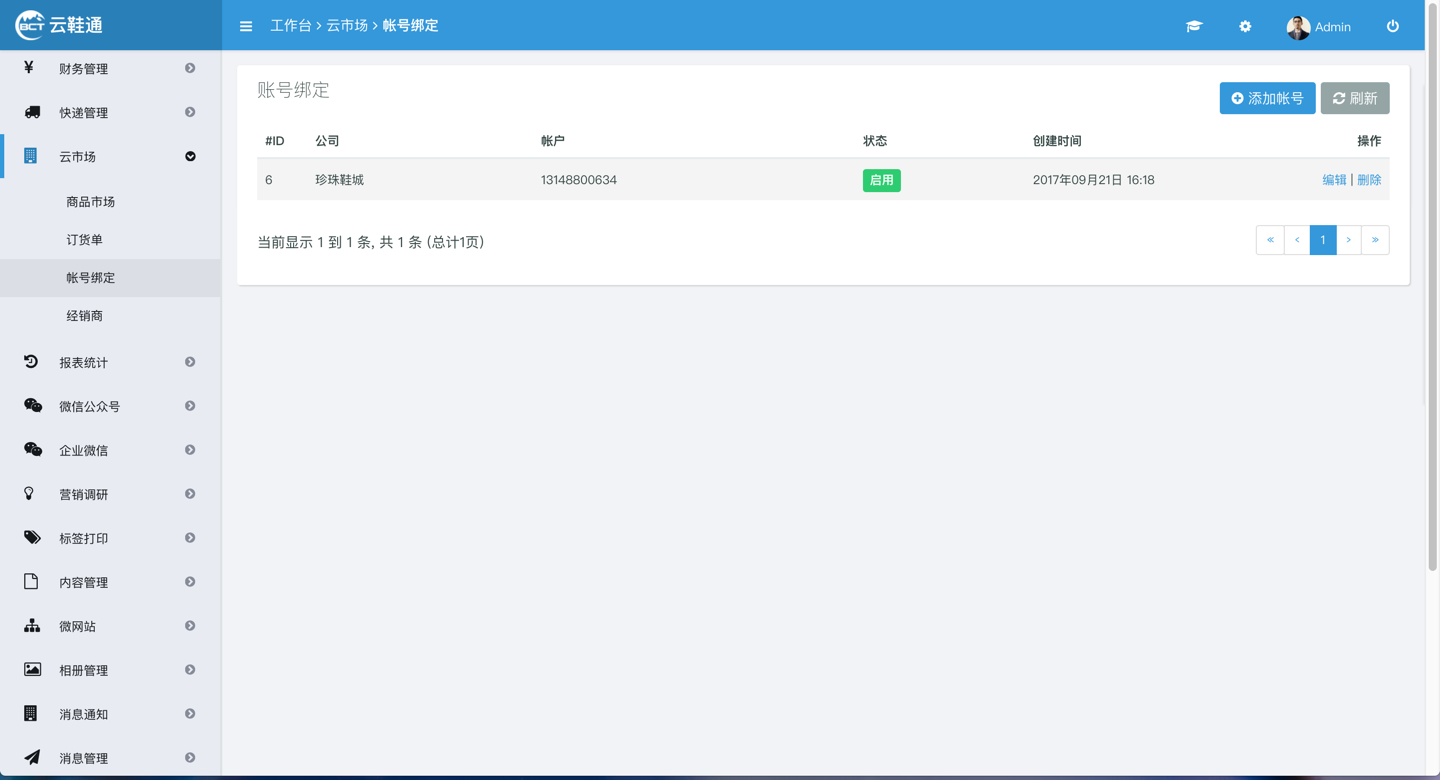 BCT 云鞋通
工作台 › 云市场 › 帐号绑定
Admin
¥ 财务管理
快递管理
云市场
商品市场
订货单
帐号绑定
经销商
报表统计
微信公众号
企业微信
营销调研
标签打印
内容管理
微网站
相册管理
消息通知
消息管理
账号绑定
添加帐号 刷新
#ID 公司 帐户 状态 创建时间 操作
6 珍珠鞋城 13148800634 启用 2017年09月21日 16:18 编辑 | 删除
当前显示 1 到 1 条, 共 1 条 (总计1页)
« ‹ 1 › »